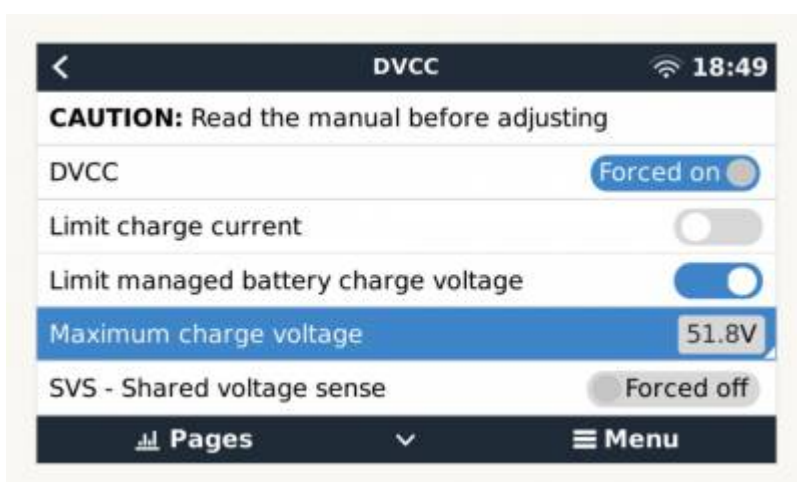 DVCC 18:49
CAUTION: Read the manual before adjusting
DVCC Forced on
Limit charge current
Limit managed battery charge voltage
Maximum charge voltage 51.8V
SVS - Shared voltage sense Forced off
Pages Menu